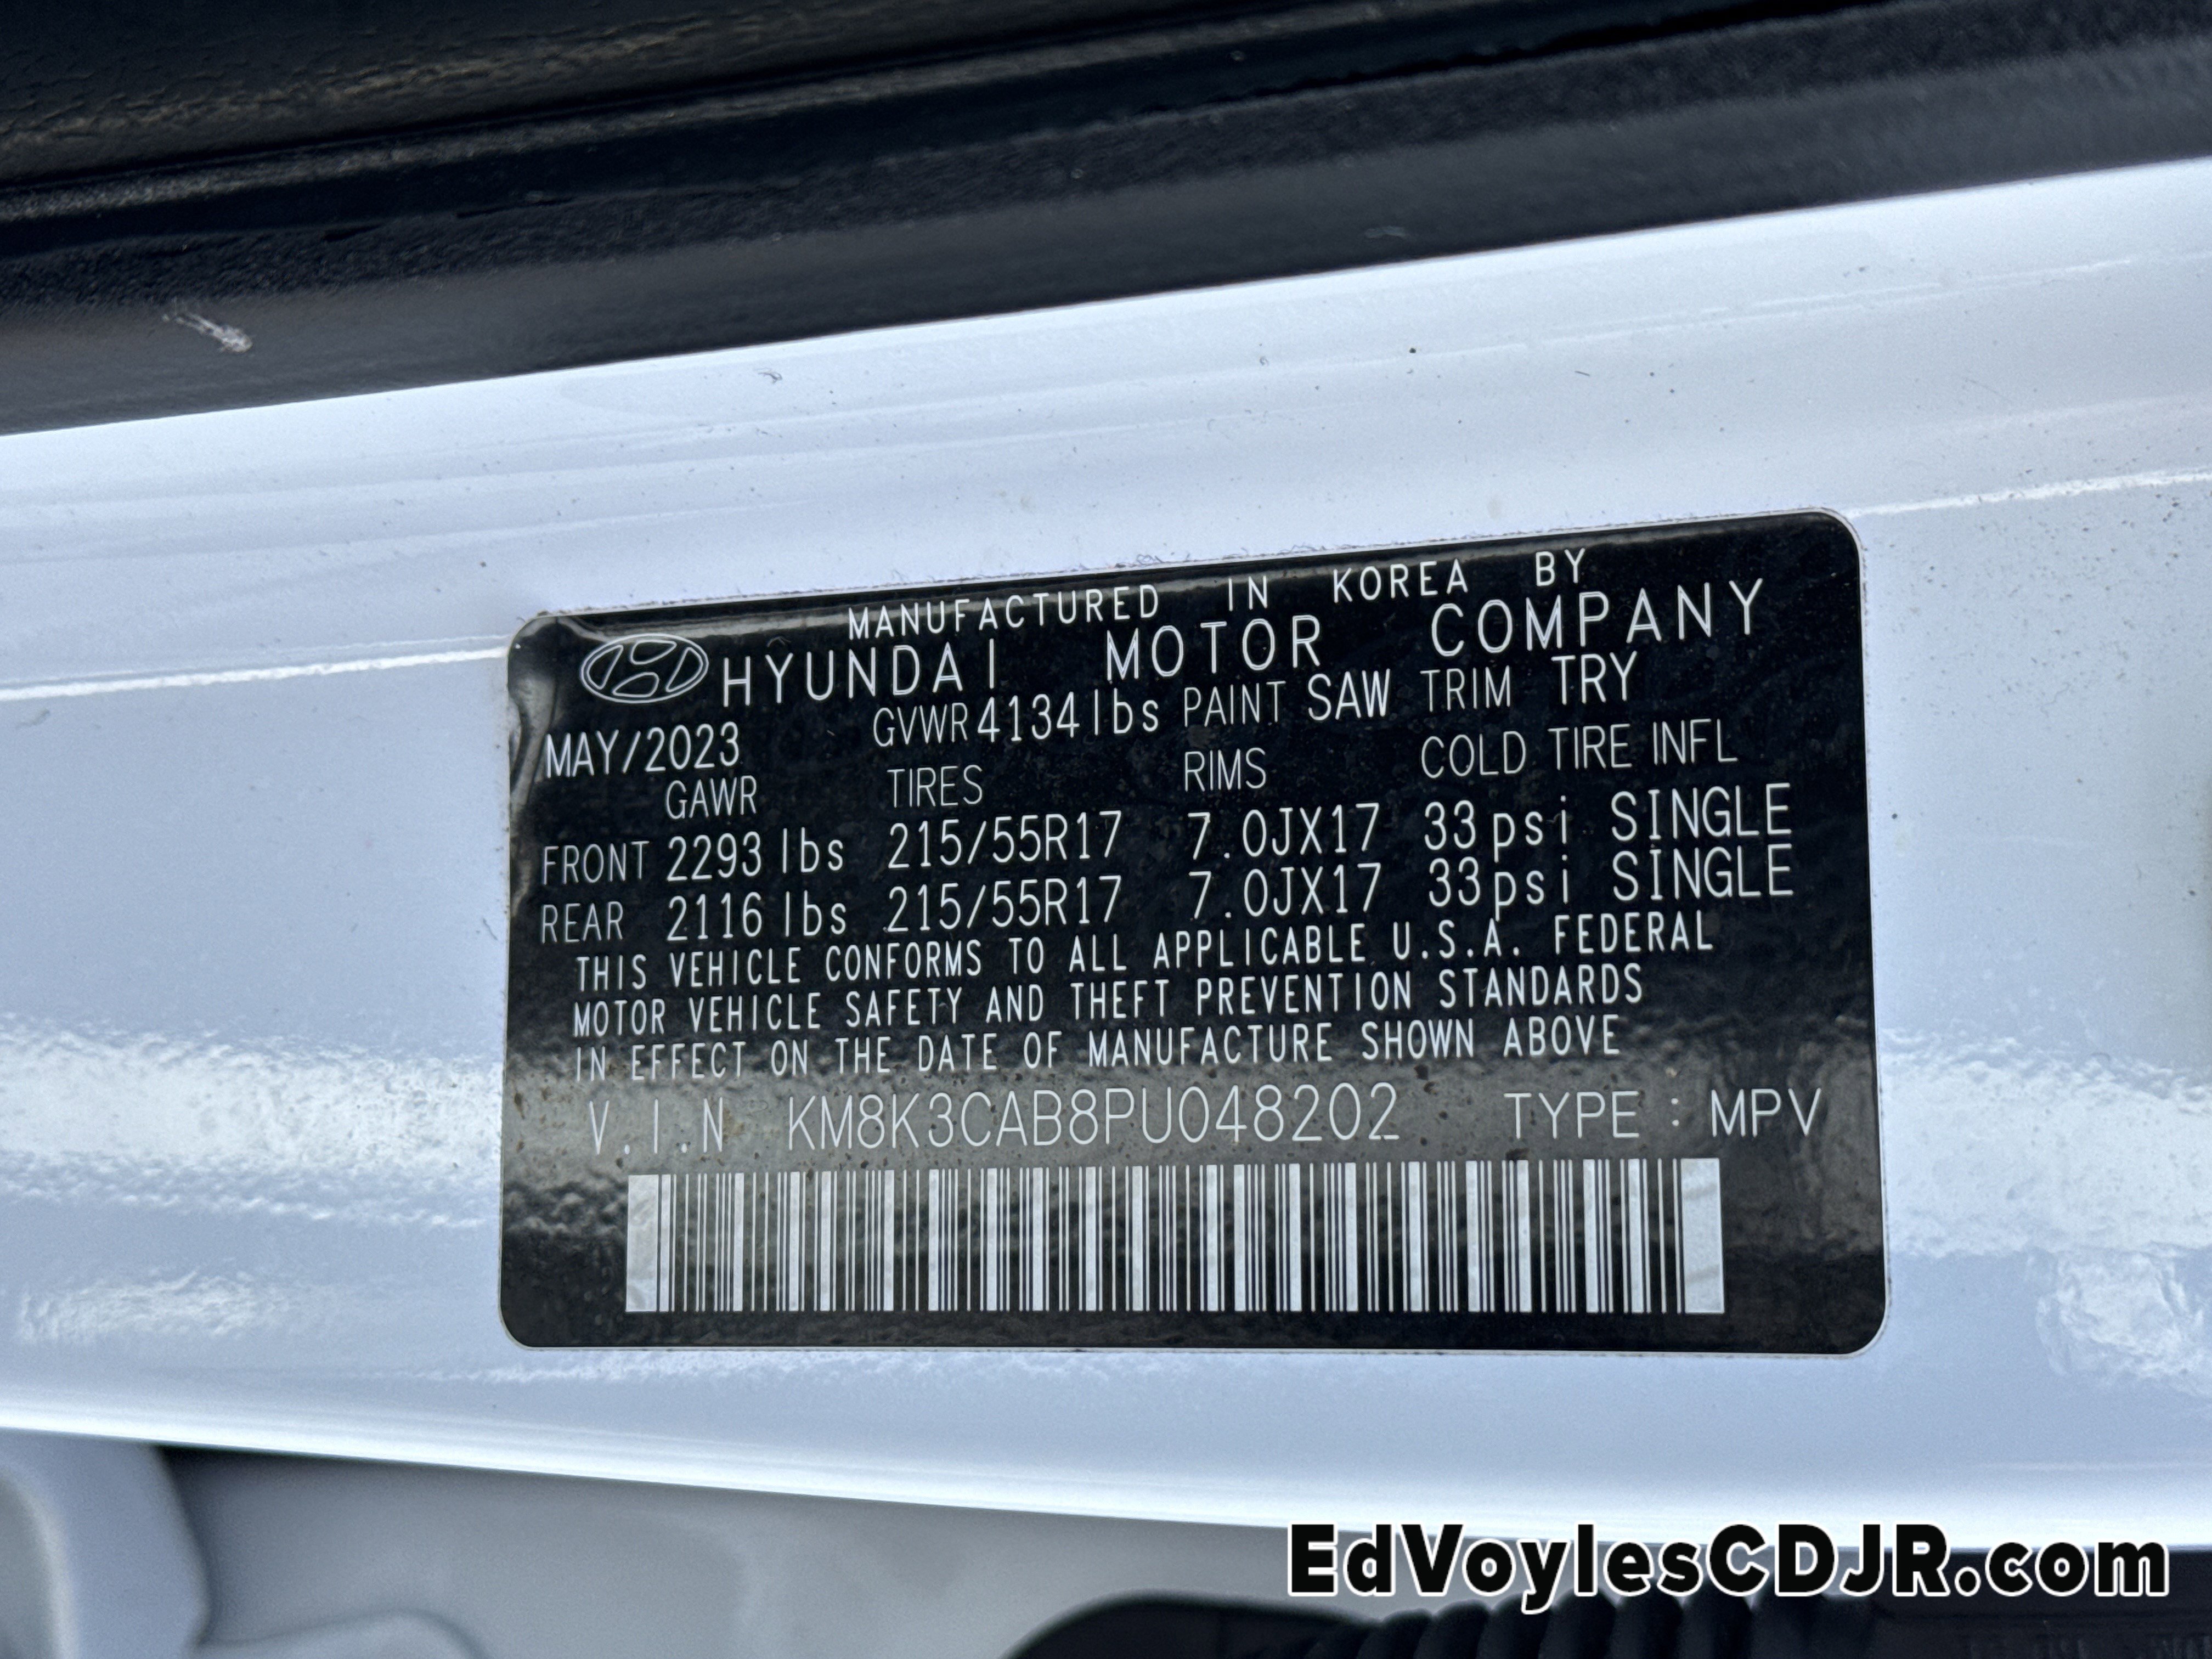 MANUFACTURED IN KOREA BY
HYUNDAI MOTOR COMPANY
MAY/2023 GVWR 4134lbs PAINT SAW TRIM TRY
GAWR TIRES RIMS COLD TIRE INFL
FRONT 2293 lbs 215/55R17 7.0JX17 33psi SINGLE
REAR 2116 lbs 215/55R17 7.0JX17 33psi SINGLE
THIS VEHICLE CONFORMS TO ALL APPLICABLE U.S.A. FEDERAL
MOTOR VEHICLE SAFETY AND THEFT PREVENTION STANDARDS
IN EFFECT ON THE DATE OF MANUFACTURE SHOWN ABOVE
V.I.N KM8K3CAB8PU048202 TYPE : MPV
EdVoylesCDJR.com